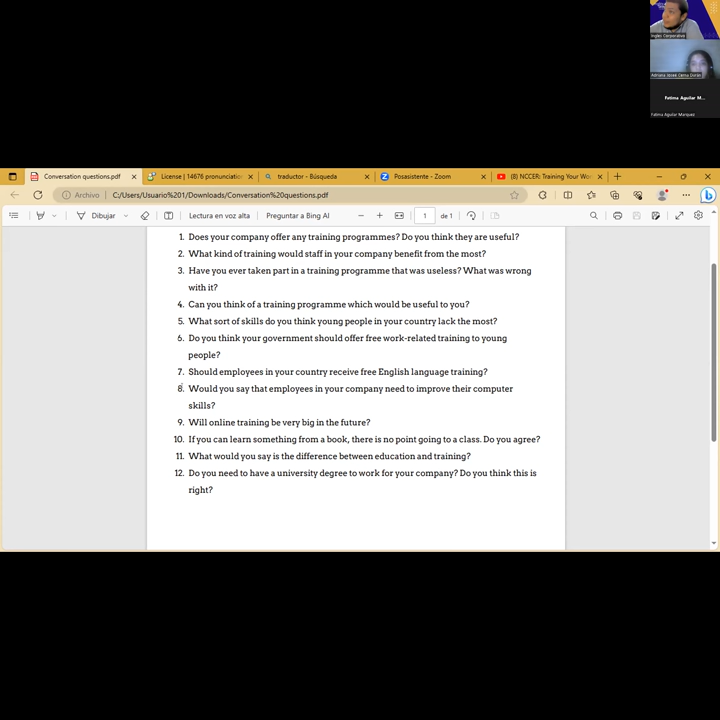 Inglés Corporativo
Adriana Joseé Cerna Durán
Fatima Aguilar M...
Fatima Aguilar Marquez
Conversation questions.pdf
License | 14676 pronunciatio
traductor - Búsqueda
Posasistente - Zoom
(8) NCCER: Training Your Wo
Archivo
C:/Users/Usuario%201/Downloads/Conversation%20questions.pdf
Dibujar
Lectura en voz alta
Preguntar a Bing AI
1
de 1
1. Does your company offer any training programmes? Do you think they are useful?
2. What kind of training would staff in your company benefit from the most?
3. Have you ever taken part in a training programme that was useless? What was wrong
with it?
4. Can you think of a training programme which would be useful to you?
5. What sort of skills do you think young people in your country lack the most?
6. Do you think your government should offer free work-related training to young
people?
7. Should employees in your country receive free English language training?
8. Would you say that employees in your company need to improve their computer
skills?
9. Will online training be very big in the future?
10. If you can learn something from a book, there is no point going to a class. Do you agree?
11. What would you say is the difference between education and training?
12. Do you need to have a university degree to work for your company? Do you think this is
right?